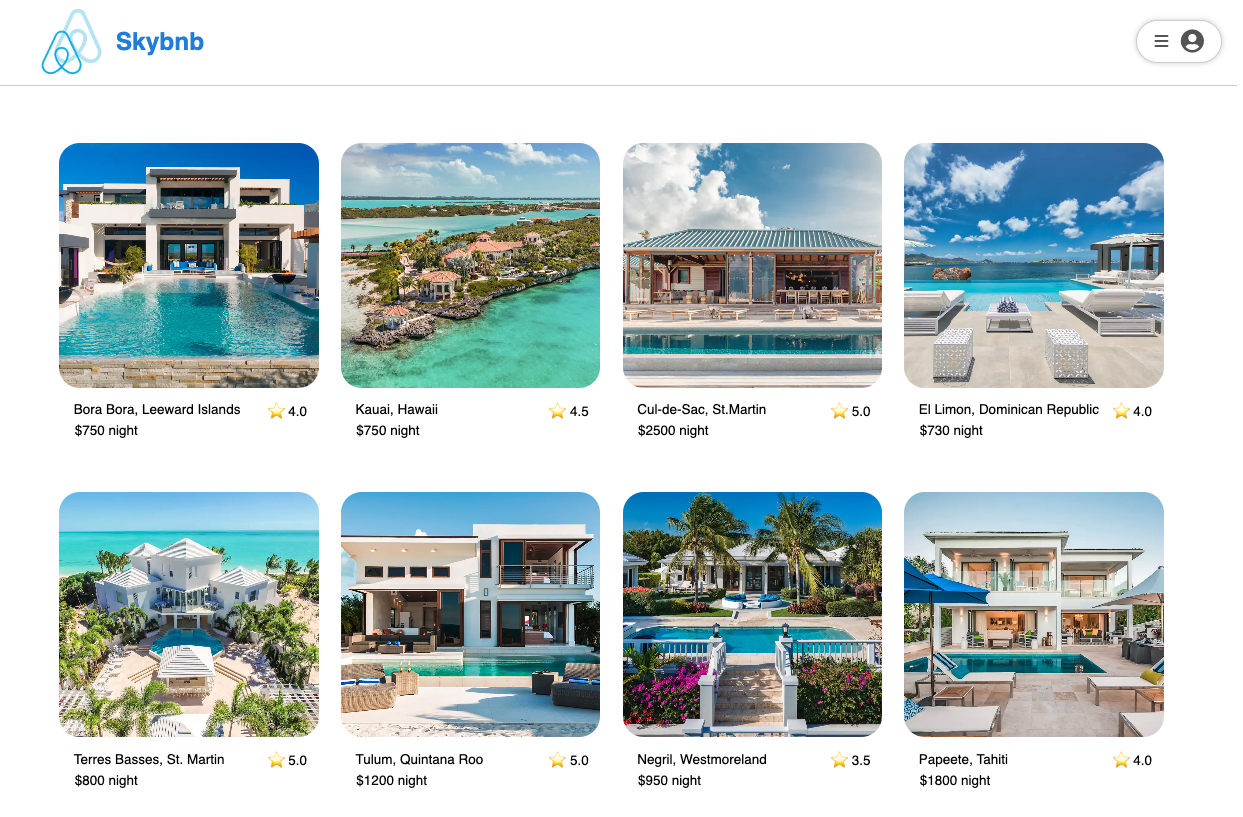 Skybnb
Bora Bora, Leeward Islands 4.0
$750 night
Kauai, Hawaii 4.5
$750 night
Cul-de-Sac, St.Martin 5.0
$2500 night
El Limon, Dominican Republic 4.0
$730 night
Terres Basses, St. Martin 5.0
$800 night
Tulum, Quintana Roo 5.0
$1200 night
Negril, Westmoreland 3.5
$950 night
Papeete, Tahiti 4.0
$1800 night